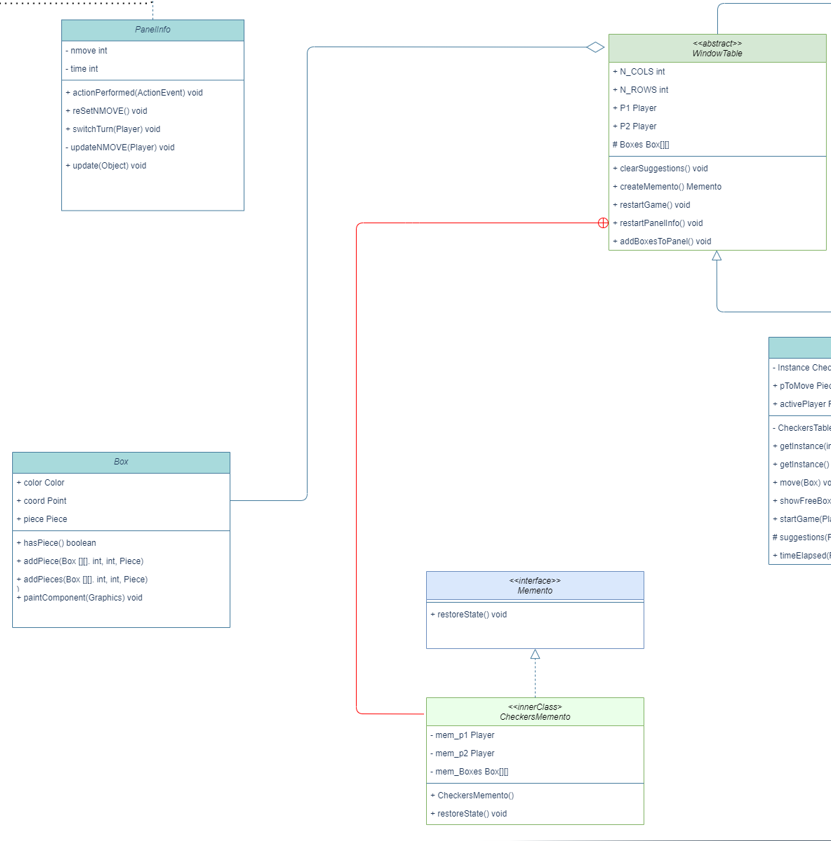 PanelInfo
- nmove int
- time int
+ actionPerformed(ActionEvent) void
+ reSetNMOVE() void
+ switchTurn(Player) void
- updateNMOVE(Player) void
+ update(Object) void
<<abstract>>
WindowTable
+ N_COLS int
+ N_ROWS int
+ P1 Player
+ P2 Player
# Boxes Box[][]
+ clearSuggestions() void
+ createMemento() Memento
+ restartGame() void
+ restartPanelInfo() void
+ addBoxesToPanel() void
- Instance Chec
+ pToMove Piec
+ activePlayer
- CheckersTable
+ getInstance(in
+ getInstance()
+ move(Box) vo
+ showFreeBox
+ startGame(Pla
# suggestions(
+ timeElapsed(
Box
+ color Color
+ coord Point
+ piece Piece
+ hasPiece() boolean
+ addPiece(Box [][]. int, int, Piece)
+ addPieces(Box [][]. int, int, Piece)
)
+ paintComponent(Graphics) void
<<interface>>
Memento
+ restoreState() void
<<innerClass>
CheckersMemento
- mem_p1 Player
- mem_p2 Player
- mem_Boxes Box[][]
+ CheckersMemento()
+ restoreState() void